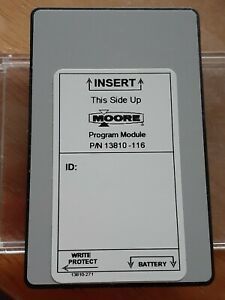 INSERT
This Side Up
MOORE
Program Module
P/N 13810-116
ID:
WRITE
PROTECT
BATTERY
13810-271